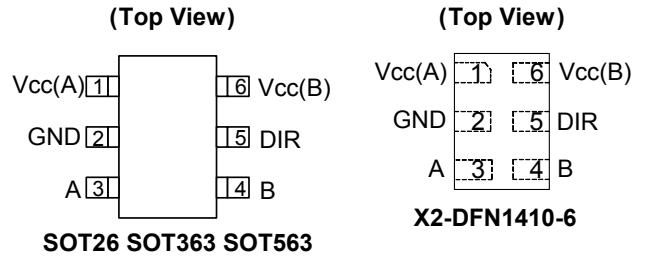 (Top View) (Top View)
Vcc(A) 1 6 Vcc(B) Vcc(A) 1 6 Vcc(B)
GND 2 5 DIR GND 2 5 DIR
A 3 4 B A 3 4 B
SOT26 SOT363 SOT563 X2-DFN1410-6